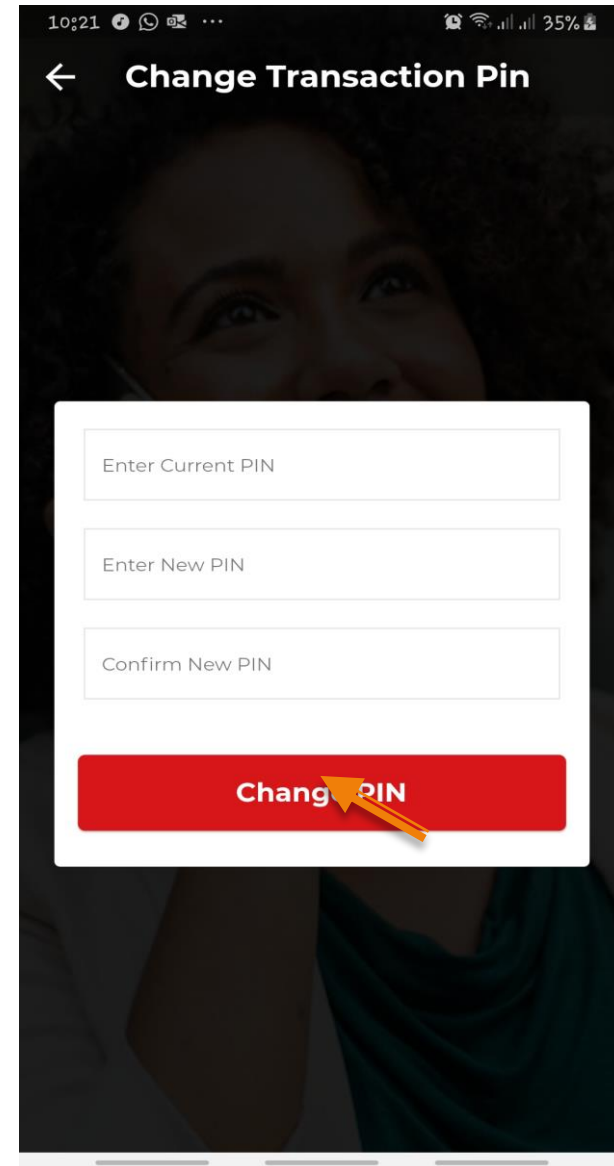 10:21 ... 35%
Change Transaction Pin
Enter Current PIN
Enter New PIN
Confirm New PIN
Change PIN